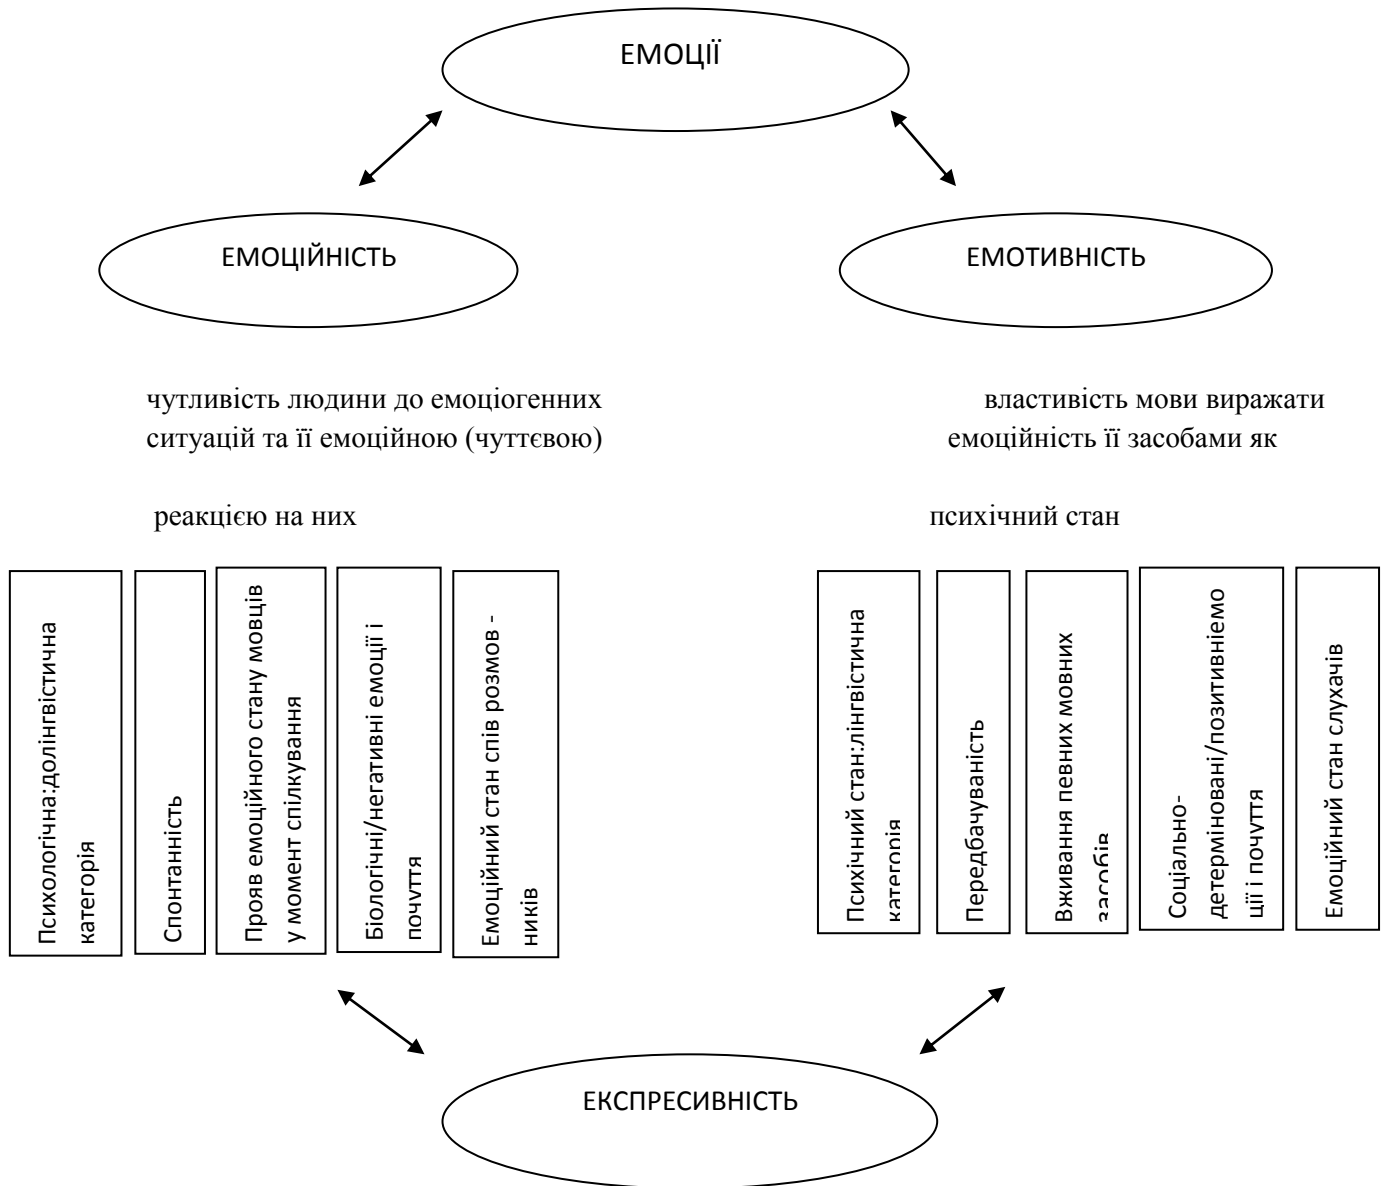 ЕМОЦІЇ
ЕМОЦІЙНІСТЬ
ЕМОТИВНІСТЬ
чутливість людини до емоціогенних
ситуацій та її емоційною (чуттєвою)
реакцією на них
властивість мови виражати
емоційність її засобами як
психічний стан
Психологічна:долінгвістична
категорія
Спонтанність
Прояв емоційного стану мовців
у момент спілкування
Біологічні/негативні емоції і
почуття
Емоційний стан спів розмов -
ників
Психічний стан:лінгвістична
категорія
Передбачуваність
Вживання певних мовних
засобів
Соціально-
детерміновані/позитивніемо
ції і почуття
Емоційний стан слухачів
ЕКСПРЕСИВНІСТЬ